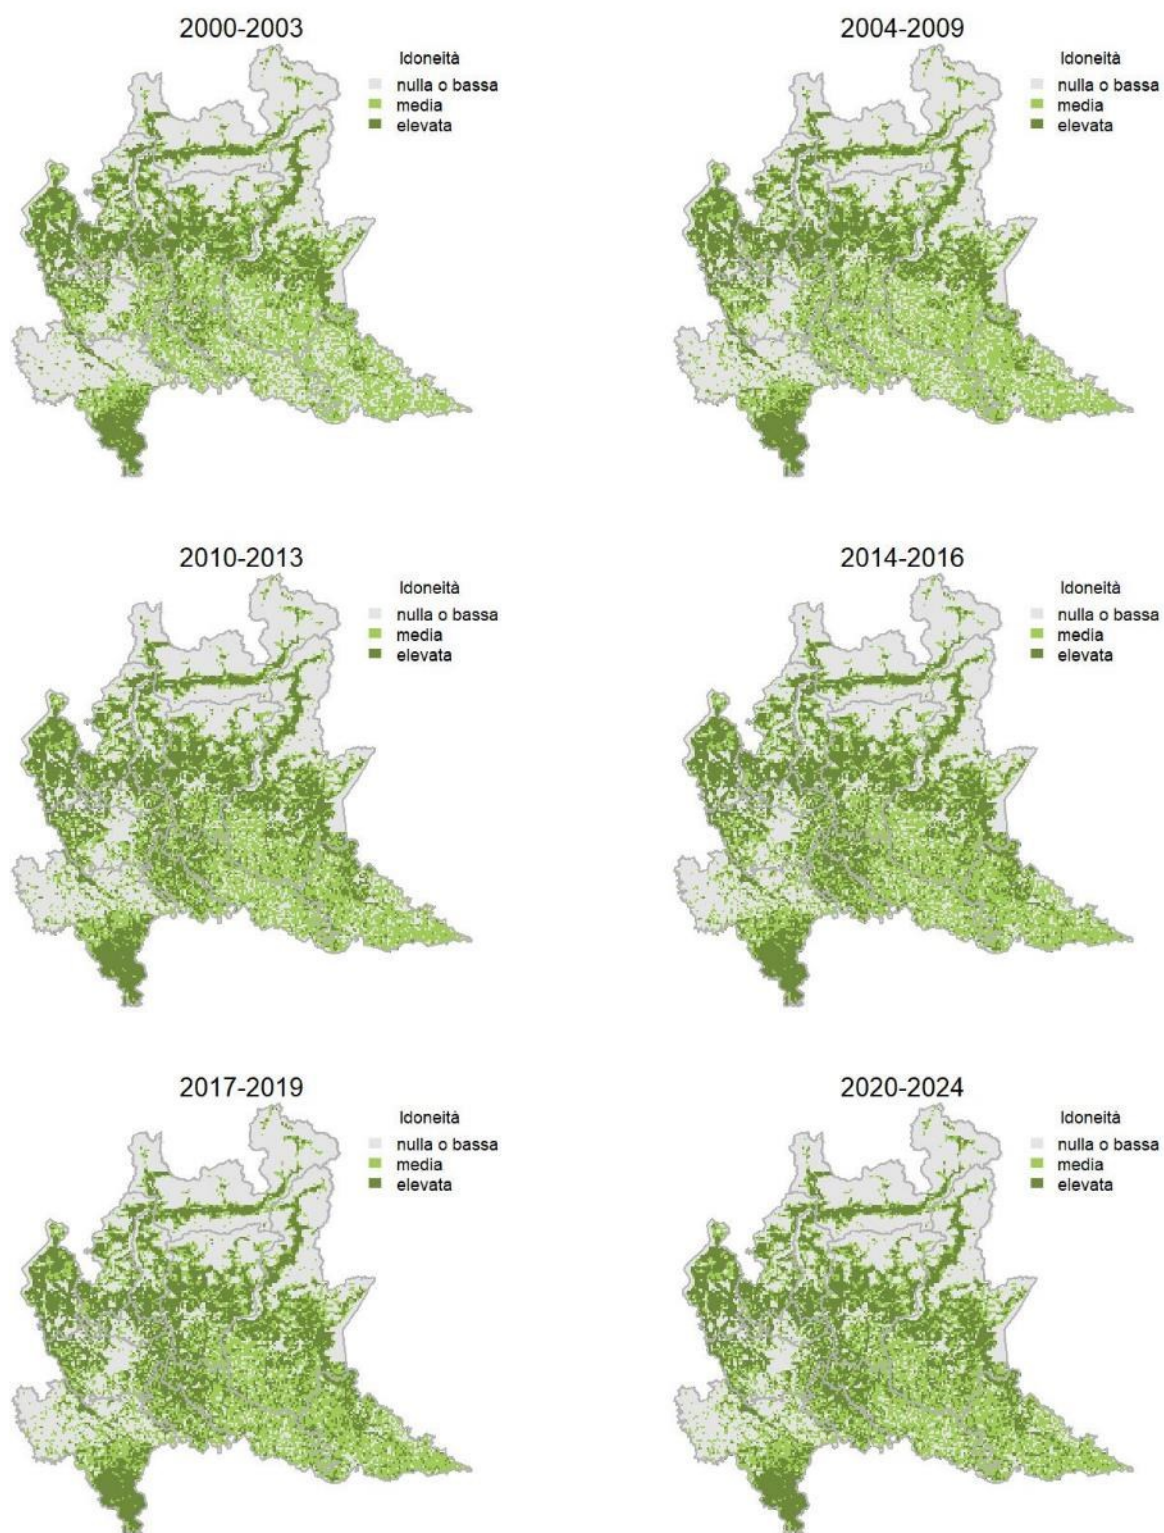 2000-2003
Idoneità
nulla o bassa
media
elevata
2004-2009
Idoneità
nulla o bassa
media
elevata
2010-2013
Idoneità
nulla o bassa
media
elevata
2014-2016
Idoneità
nulla o bassa
media
elevata
2017-2019
Idoneità
nulla o bassa
media
elevata
2020-2024
Idoneità
nulla o bassa
media
elevata